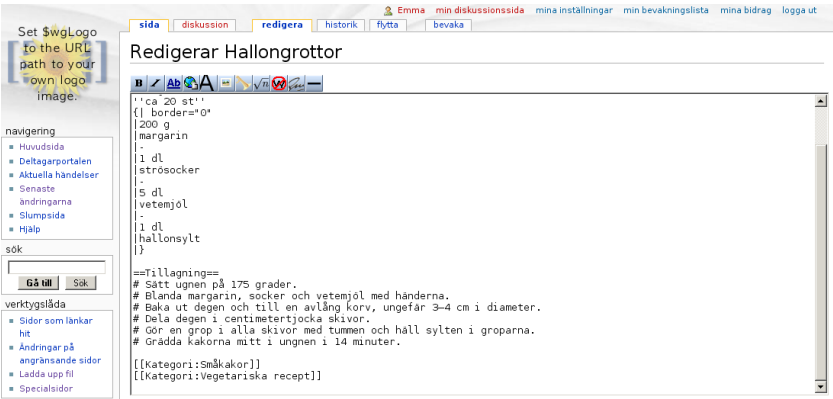 Emma min diskussionssida mina inställningar min bevakningslista mina bidrag logga ut
sida diskussion redigera historik flytta bevaka
Set $wgLogo
to the URL
path to your
own logo
image.
Redigerar Hallongrottor
B I Ab A √n W
navigering
Huvudsida
Deltagarportalen
Aktuella händelser
Senaste
ändringarna
Slumpsida
Hjälp
sök
Gå till Sök
verktygslåda
Sidor som länkar
hit
Ändringar på
angränsande sidor
Ladda upp fil
Specialsidor
''ca 20 st''
{| border="0"
|200 g
|margarin
|-
|1 dl
|strösocker
|-
|5 dl
|vetemjöl
|-
|1 dl
|hallonsylt
|}
==Tillagning==
# Sätt ugnen på 175 grader.
# Blanda margarin, socker och vetemjöl med händerna.
# Baka ut degen och till en avlång korv, ungefär 3–4 cm i diameter.
# Dela degen i centimetertjocka skivor.
# Gör en grop i alla skivor med tummen och håll sylten i groparna.
# Grädda kakorna mitt i ungnen i 14 minuter.
[[Kategori:Småkakor]]
[[Kategori:Vegetariska recept]]